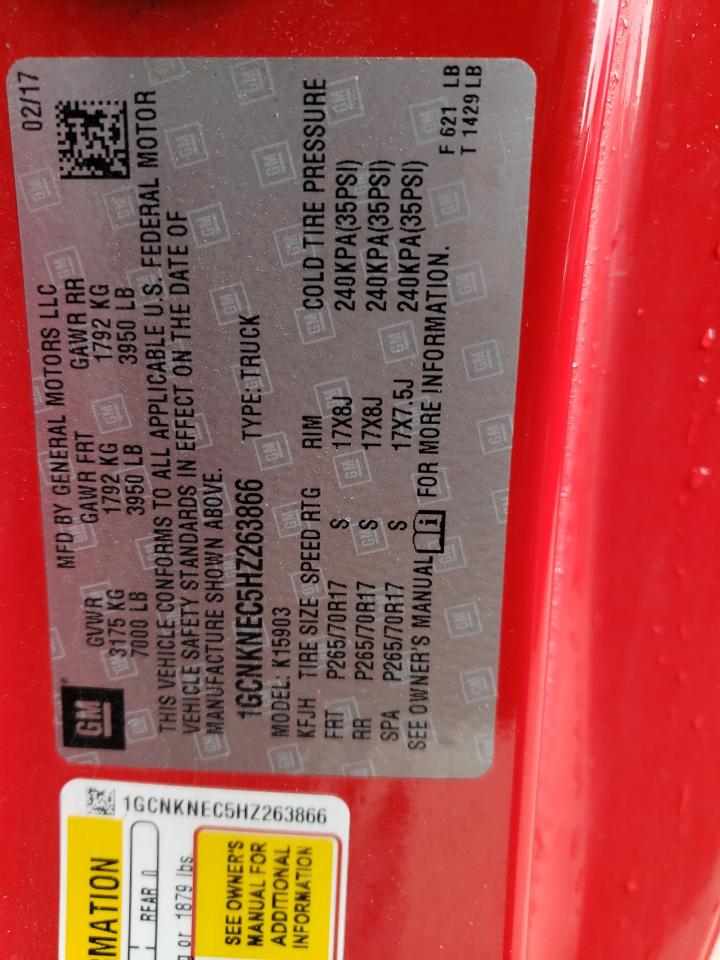 GM
MFD BY GENERAL MOTORS LLC
02/17
GVWR GAWR FRT GAWR RR
3175 KG 1792 KG 1792 KG
7000 LB 3950 LB 3950 LB
THIS VEHICLE CONFORMS TO ALL APPLICABLE U.S. FEDERAL MOTOR
VEHICLE SAFETY STANDARDS IN EFFECT ON THE DATE OF
MANUFACTURE SHOWN ABOVE.
1GCNKNEC5HZ263866 TYPE: TRUCK
MODEL: K15903
KFJH TIRE SIZE SPEED RTG RIM COLD TIRE PRESSURE
FRT P265/70R17 S 17X8J 240KPA(35PSI)
RR P265/70R17 S 17X8J 240KPA(35PSI)
SPA P265/70R17 S 17X7.5J 240KPA(35PSI)
SEE OWNER'S MANUAL i FOR MORE INFORMATION.
F 621 LB
T 1429 LB
1GCNKNEC5HZ263866
MATION
REAR 0
or 1879 lbs.
SEE OWNER'S
MANUAL FOR
ADDITIONAL
INFORMATION